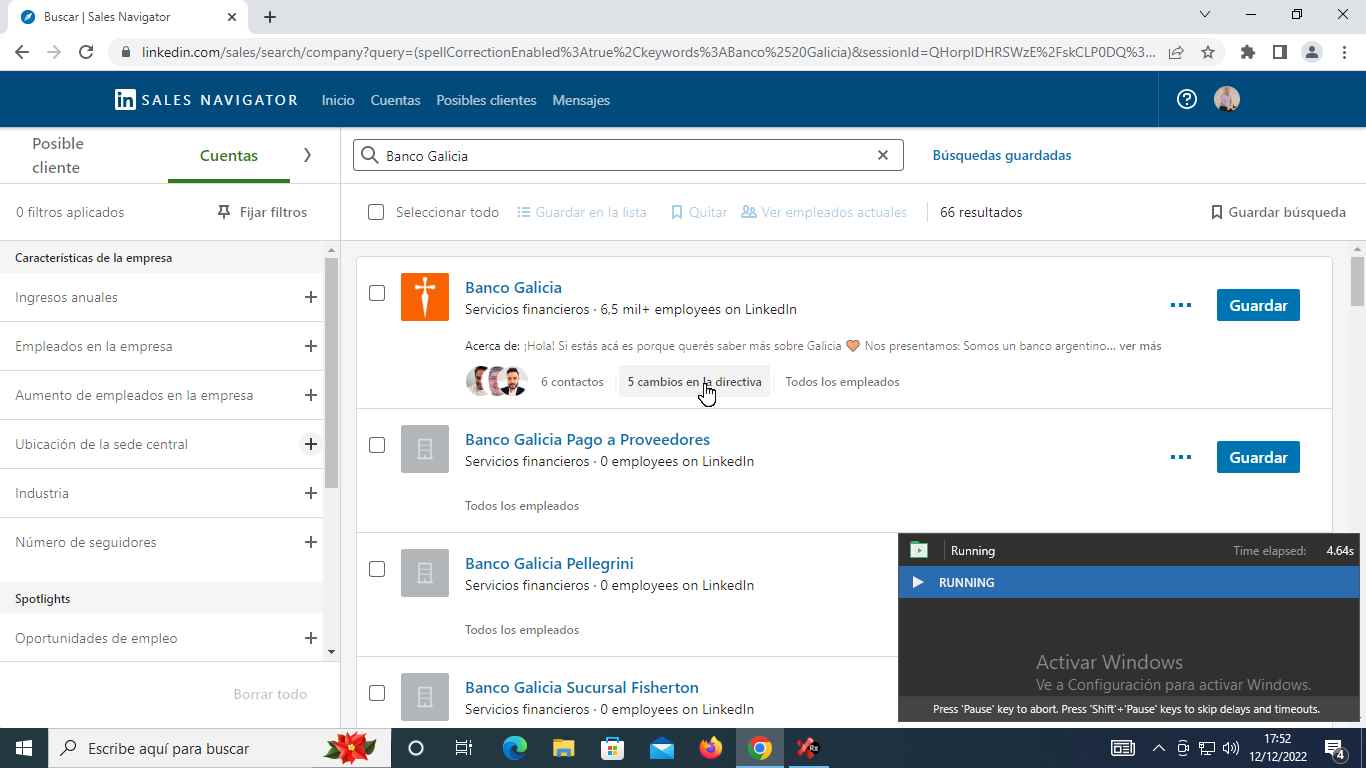 Buscar | Sales Navigator
linkedin.com/sales/search/company?query=(spellCorrectionEnabled%3Atrue%2Ckeywords%3ABanco%2520Galicia)&sessionId=QHorpIDHRSWzE%2FskCLP0DQ%3...
in SALES NAVIGATOR Inicio Cuentas Posibles clientes Mensajes
Posible
cliente
Cuentas
Banco Galicia
Búsquedas guardadas
0 filtros aplicados Fijar filtros
Seleccionar todo Guardar en la lista Quitar Ver empleados actuales 66 resultados Guardar búsqueda
Características de la empresa
Ingresos anuales
Empleados en la empresa
Aumento de empleados en la empresa
Ubicación de la sede central
Industria
Número de seguidores
Spotlights
Oportunidades de empleo
Borrar todo
Banco Galicia
Servicios financieros · 6,5 mil+ employees on LinkedIn
Guardar
Acerca de: ¡Hola! Si estás acá es porque querés saber más sobre Galicia 🧡 Nos presentamos: Somos un banco argentino... ver más
6 contactos 5 cambios en la directiva Todos los empleados
Banco Galicia Pago a Proveedores
Servicios financieros · 0 employees on LinkedIn
Guardar
Todos los empleados
Banco Galicia Pellegrini
Servicios financieros · 0 employees on LinkedIn
Todos los empleados
Banco Galicia Sucursal Fisherton
Servicios financieros · 0 employees on LinkedIn
Running Time elapsed: 4.64s
RUNNING
Activar Windows
Ve a Configuración para activar Windows.
Press 'Pause' key to abort. Press 'Shift'+'Pause' keys to skip delays and timeouts.
Escribe aquí para buscar
Rx
17:52
12/12/2022
4